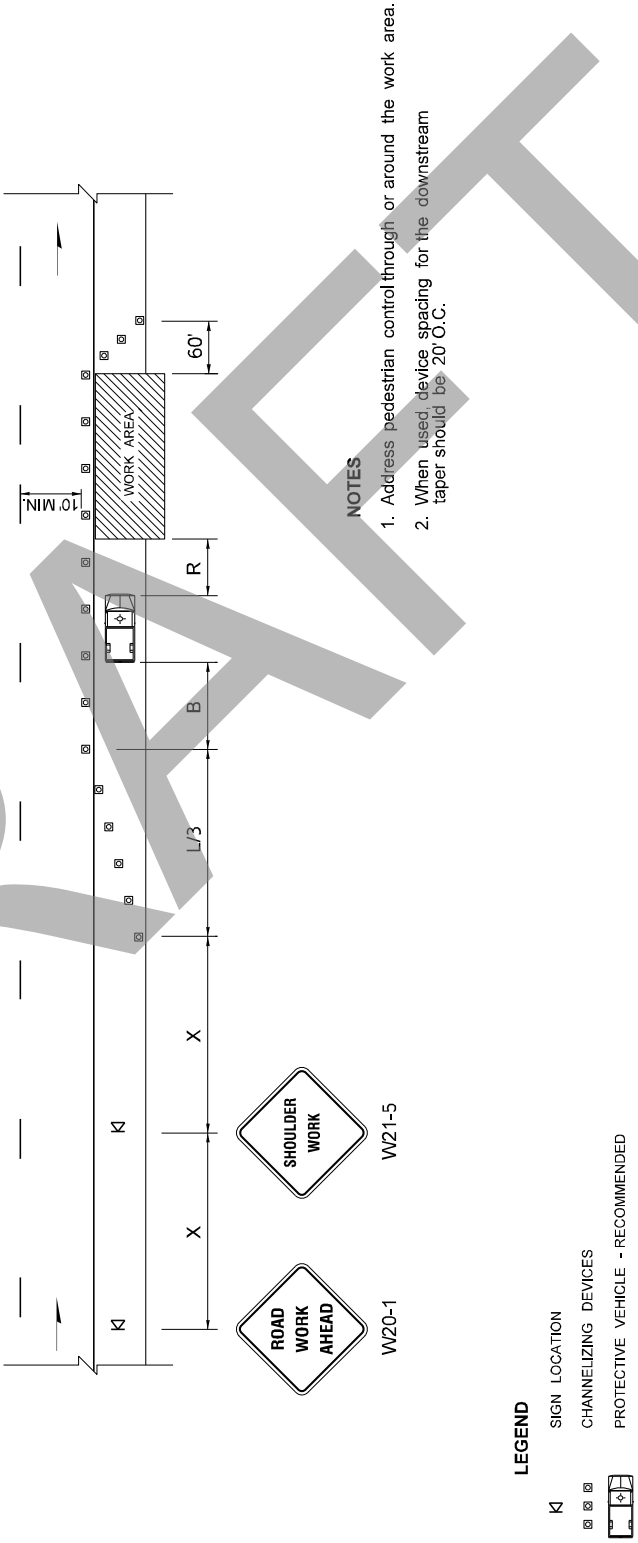 10' MIN.
WORK AREA
60'
R
B
L/3
X
X
ROAD
WORK
AHEAD
W20-1
SHOULDER
WORK
W21-5
NOTES
1. Address pedestrian control through or around the work area.
2. When used, device spacing for the downstream
taper should be 20' O.C.
LEGEND
SIGN LOCATION
CHANNELIZING DEVICES
PROTECTIVE VEHICLE - RECOMMENDED
DRAFT